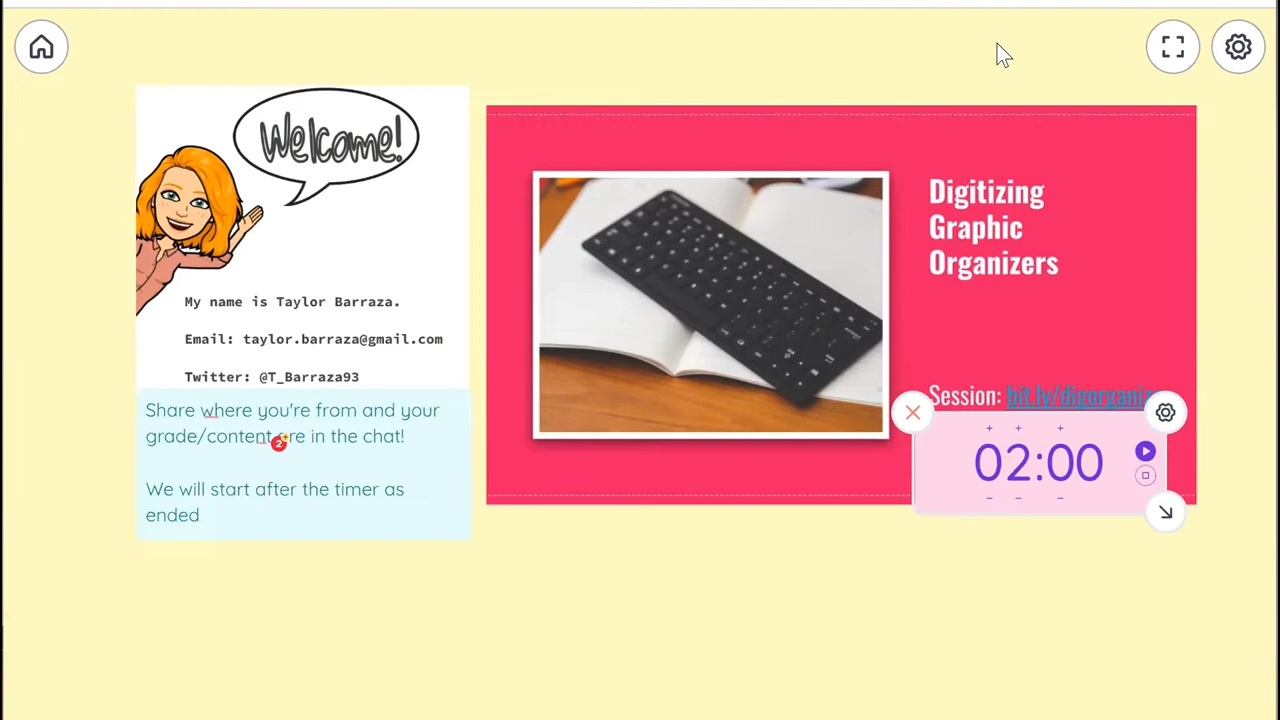 Welcome!
My name is Taylor Barraza.
Email: taylor.barraza@gmail.com
Twitter: @T_Barraza93
Share where you're from and your
grade/content are in the chat!
2
We will start after the timer as
ended
Digitizing
Graphic
Organizers
Session:
02:00